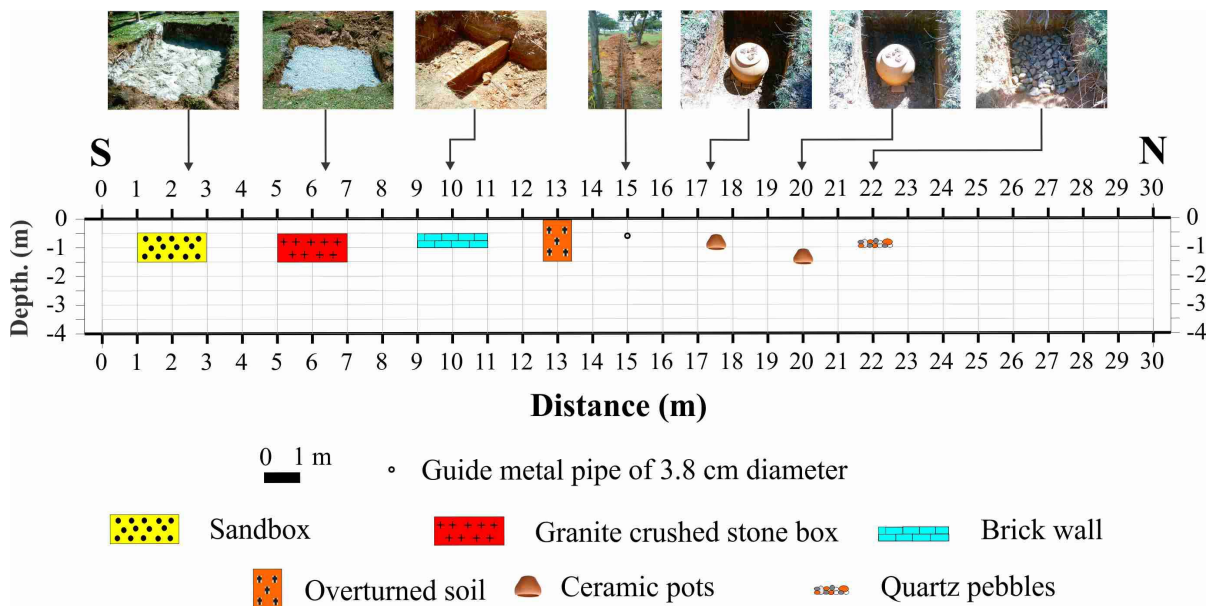 S N
0 1 2 3 4 5 6 7 8 9 10 11 12 13 14 15 16 17 18 19 20 21 22 23 24 25 26 27 28 29 30
0 0
-1 -1
-2 -2
-3 -3
-4 -4
Depth. (m)
0 1 2 3 4 5 6 7 8 9 10 11 12 13 14 15 16 17 18 19 20 21 22 23 24 25 26 27 28 29 30
Distance (m)
0 1 m Guide metal pipe of 3.8 cm diameter
Sandbox Granite crushed stone box Brick wall
Overturned soil Ceramic pots Quartz pebbles